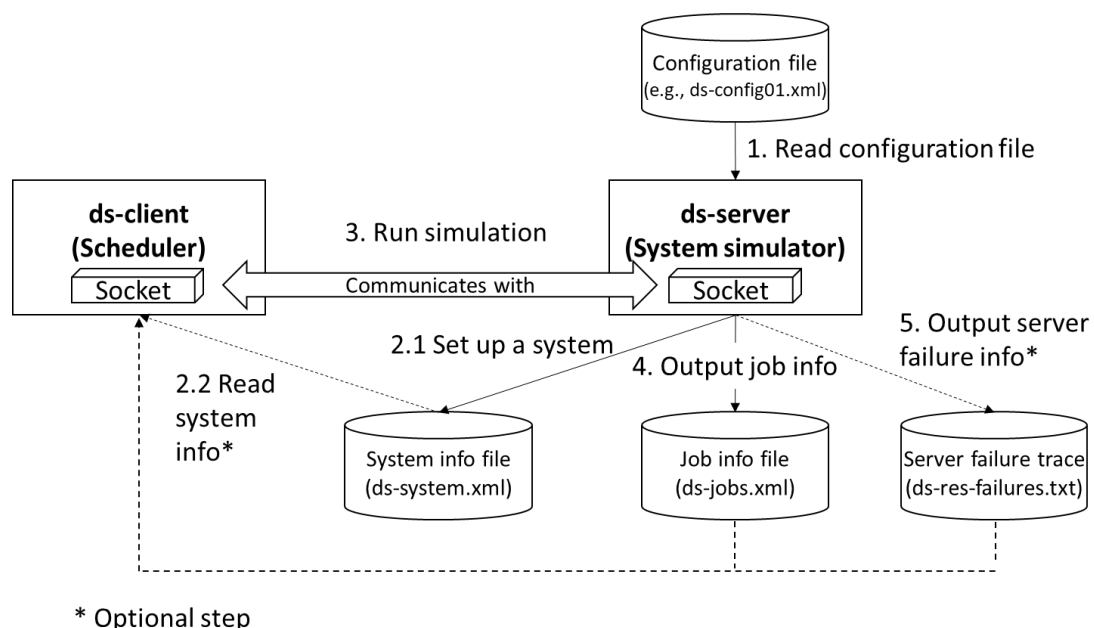 Configuration file
(e.g., ds-config01.xml)
1. Read configuration file
ds-client
(Scheduler)
Socket
3. Run simulation
Communicates with
ds-server
(System simulator)
Socket
2.1 Set up a system
2.2 Read
system
info*
4. Output job info
5. Output server
failure info*
System info file
(ds-system.xml)
Job info file
(ds-jobs.xml)
Server failure trace
(ds-res-failures.txt)
* Optional step